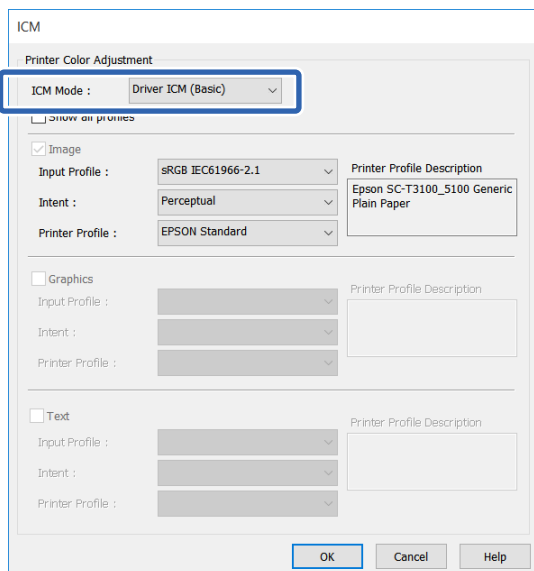 ICM
Printer Color Adjustment
ICM Mode : Driver ICM (Basic)
Show all profiles
Image
Input Profile : sRGB IEC61966-2.1 Printer Profile Description
Intent : Perceptual Epson SC-T3100_5100 Generic
Plain Paper
Printer Profile : EPSON Standard
Graphics
Input Profile : Printer Profile Description
Intent :
Printer Profile :
Text
Input Profile : Printer Profile Description
Intent :
Printer Profile :
OK Cancel Help